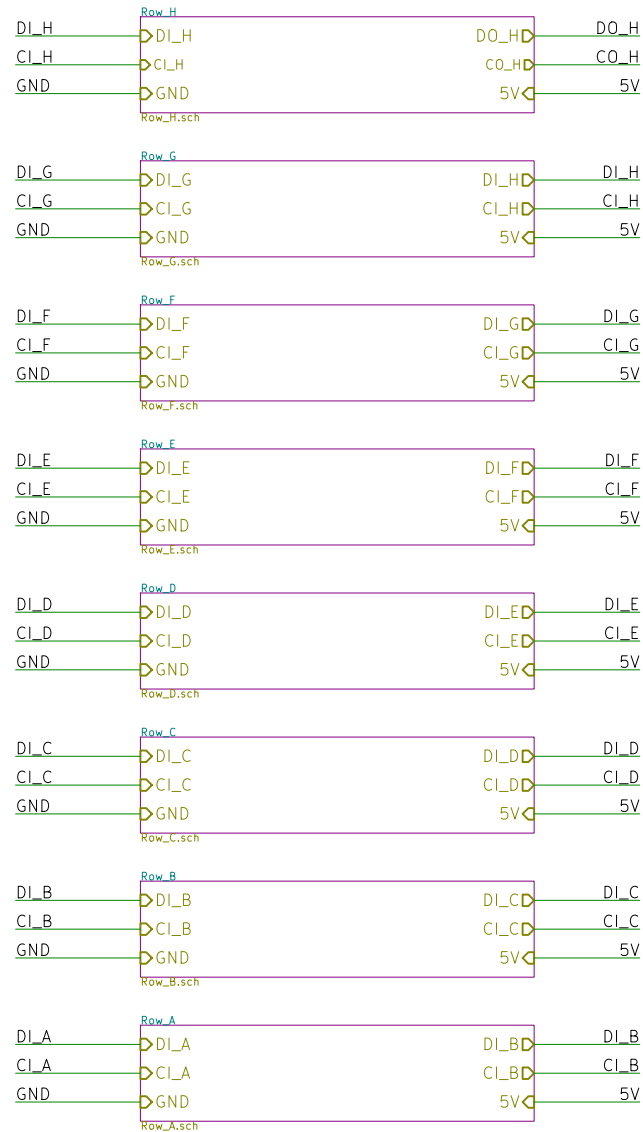 Row_H
DI_H DI_H DO_H DO_H
CI_H CI_H CO_H CO_H
GND GND 5V 5V
Row_H.sch
Row_G
DI_G DI_G DI_H DI_H
CI_G CI_G CI_H CI_H
GND GND 5V 5V
Row_G.sch
Row_F
DI_F DI_F DI_G DI_G
CI_F CI_F CI_G CI_G
GND GND 5V 5V
Row_F.sch
Row_E
DI_E DI_E DI_F DI_F
CI_E CI_E CI_F CI_F
GND GND 5V 5V
Row_E.sch
Row_D
DI_D DI_D DI_E DI_E
CI_D CI_D CI_E CI_E
GND GND 5V 5V
Row_D.sch
Row_C
DI_C DI_C DI_D DI_D
CI_C CI_C CI_D CI_D
GND GND 5V 5V
Row_C.sch
Row_B
DI_B DI_B DI_C DI_C
CI_B CI_B CI_C CI_C
GND GND 5V 5V
Row_B.sch
Row_A
DI_A DI_A DI_B DI_B
CI_A CI_A CI_B CI_B
GND GND 5V 5V
Row_A.sch